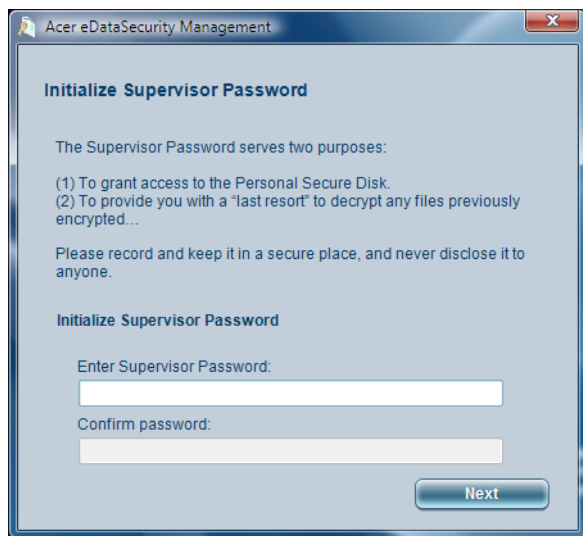 Acer eDataSecurity Management
Initialize Supervisor Password
The Supervisor Password serves two purposes:
(1) To grant access to the Personal Secure Disk.
(2) To provide you with a “last resort” to decrypt any files previously
encrypted...
Please record and keep it in a secure place, and never disclose it to
anyone.
Initialize Supervisor Password
Enter Supervisor Password:
Confirm password:
Next